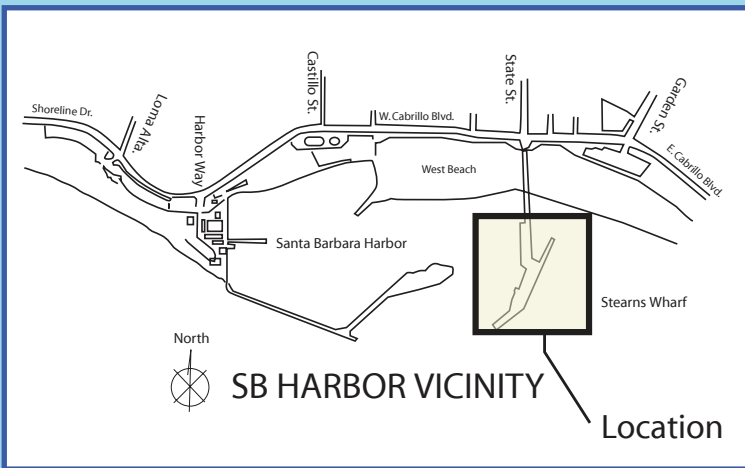 Shoreline Dr.
Loma Alta.
Harbor Way
Castillo St.
W. Cabrillo Blvd.
State St.
Garden St.
E. Cabrillo Blvd.
West Beach
Santa Barbara Harbor
Stearns Wharf
North
SB HARBOR VICINITY
Location